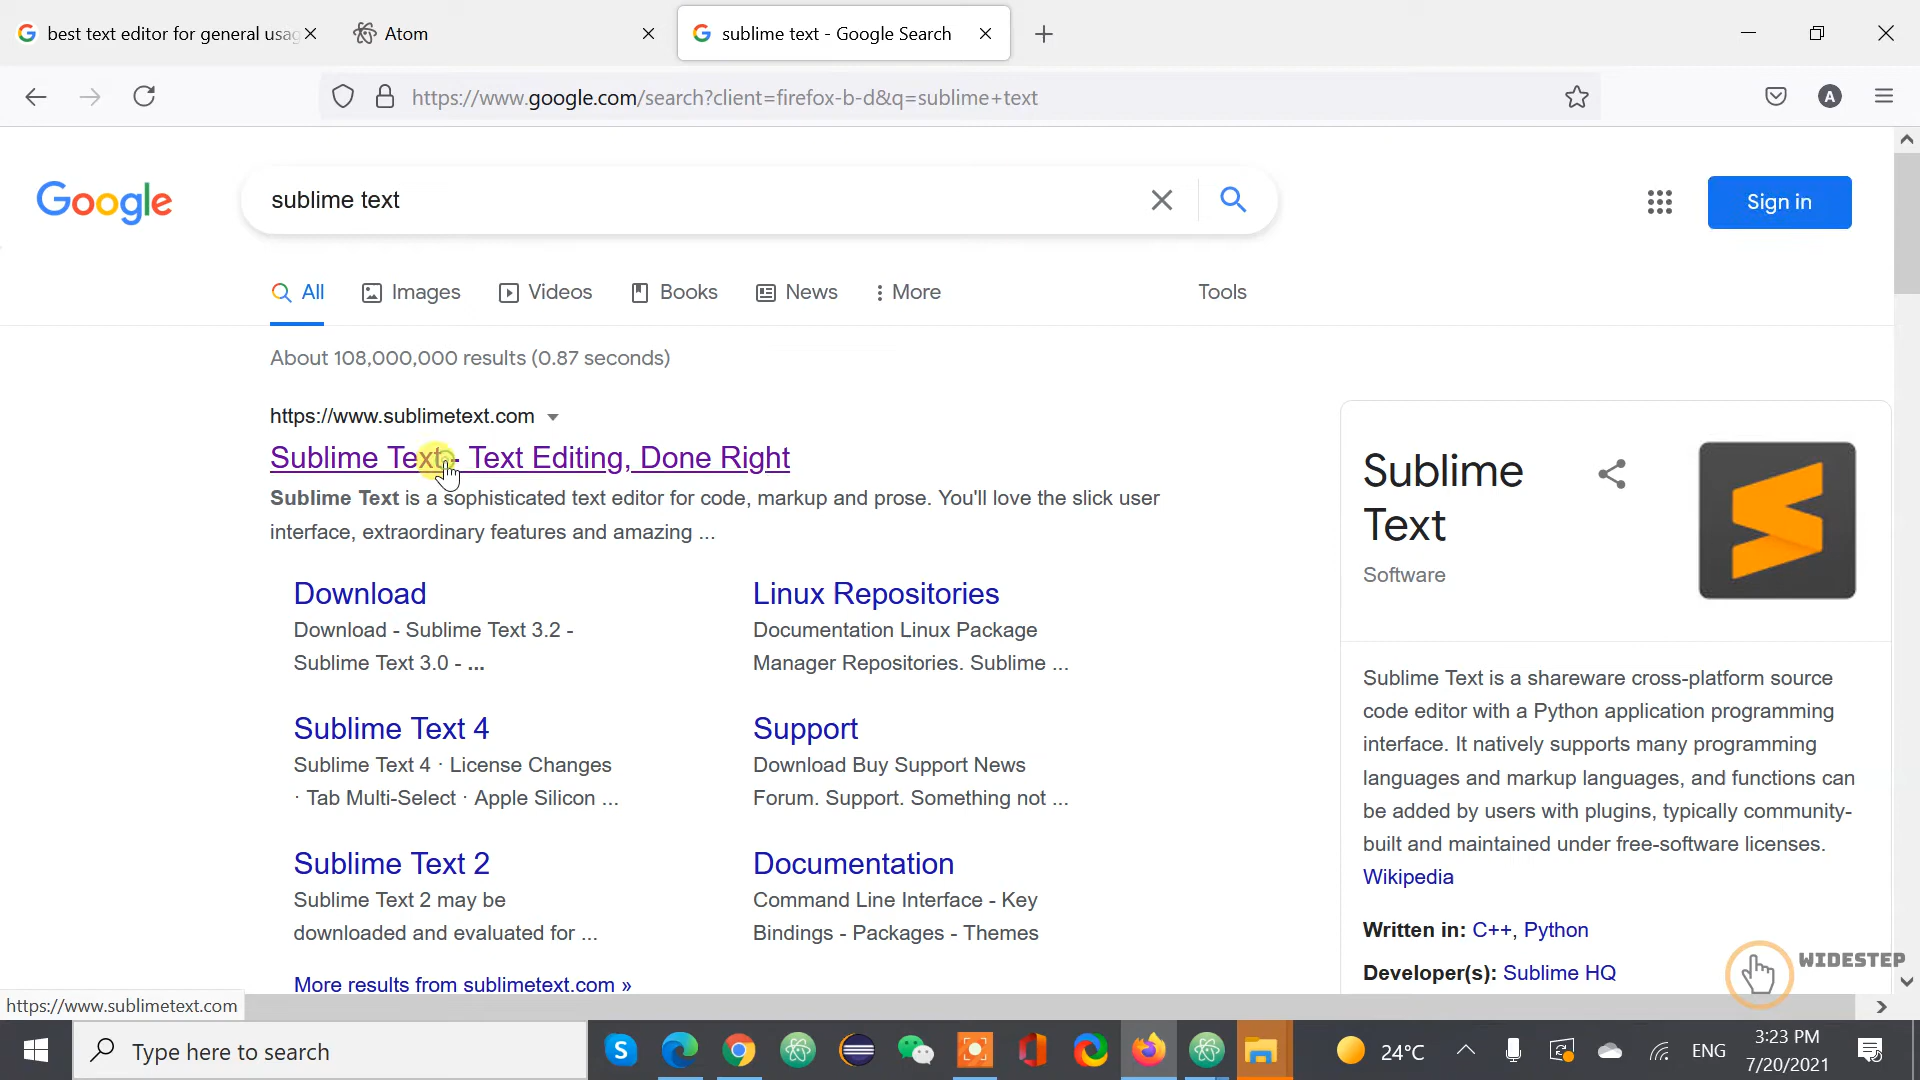 best text editor for general usag
Atom
sublime text - Google Search
https://www.google.com/search?client=firefox-b-d&q=sublime+text
A
Google
sublime text
Sign in
All
Images
Videos
Books
News
More
Tools
About 108,000,000 results (0.87 seconds)
https://www.sublimetext.com
Sublime Text - Text Editing, Done Right
Sublime Text is a sophisticated text editor for code, markup and prose. You'll love the slick user
interface, extraordinary features and amazing ...
Download
Download - Sublime Text 3.2 -
Sublime Text 3.0 - ...
Linux Repositories
Documentation Linux Package
Manager Repositories. Sublime ...
Sublime Text 4
Sublime Text 4 · License Changes
· Tab Multi-Select · Apple Silicon ...
Support
Download Buy Support News
Forum. Support. Something not ...
Sublime Text 2
Sublime Text 2 may be
downloaded and evaluated for ...
Documentation
Command Line Interface - Key
Bindings - Packages - Themes
More results from sublimetext.com »
Sublime
Text
Software
Sublime Text is a shareware cross-platform source
code editor with a Python application programming
interface. It natively supports many programming
languages and markup languages, and functions can
be added by users with plugins, typically community-
built and maintained under free-software licenses.
Wikipedia
Written in: C++, Python
Developer(s): Sublime HQ
WIDESTEP
https://www.sublimetext.com
Type here to search
24°C
ENG
3:23 PM
7/20/2021